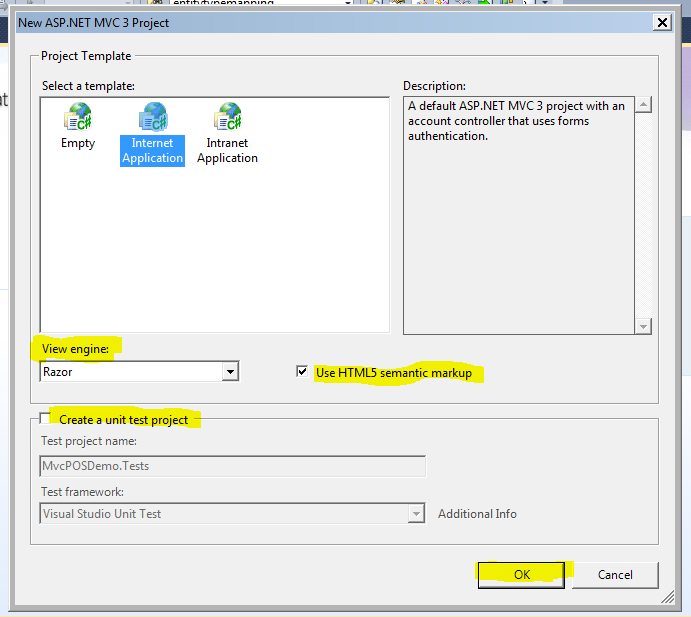 entitytypemapping
New ASP.NET MVC 3 Project
Project Template
Select a template:
Description:
Empty
Internet
Application
Intranet
Application
A default ASP.NET MVC 3 project with an
account controller that uses forms
authentication.
View engine:
Razor
Use HTML5 semantic markup
Create a unit test project
Test project name:
MvcPOSDemo.Tests
Test framework:
Visual Studio Unit Test
Additional Info
OK
Cancel